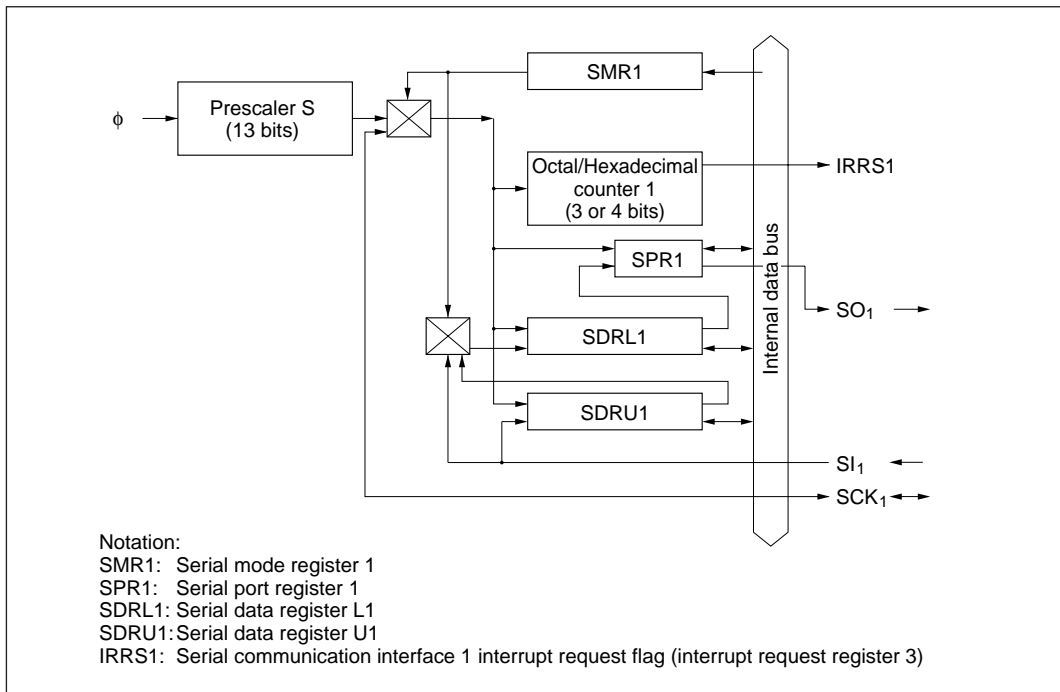 SMR1
Prescaler S
(13 bits)
ϕ
Octal/Hexadecimal
counter 1
(3 or 4 bits)
IRRS1
SPR1
Internal data bus
SO1
SDRL1
SDRU1
SI1
SCK1
Notation:
SMR1: Serial mode register 1
SPR1: Serial port register 1
SDRL1: Serial data register L1
SDRU1: Serial data register U1
IRRS1: Serial communication interface 1 interrupt request flag (interrupt request register 3)